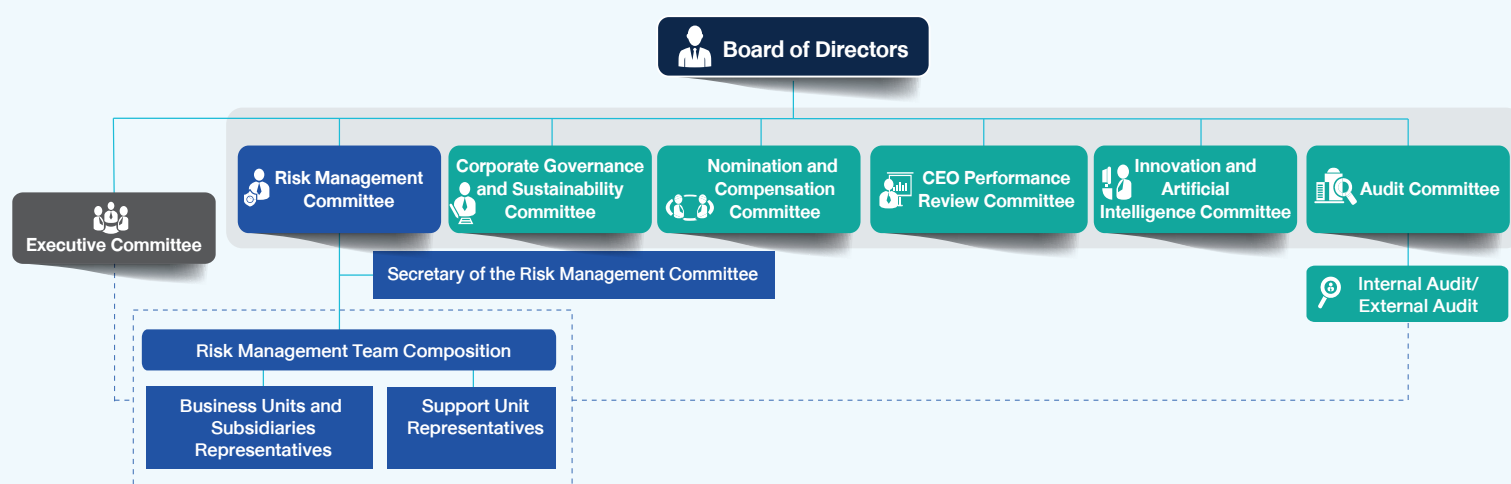 Board of Directors
Executive Committee
Risk Management
Committee
Corporate Governance
and Sustainability
Committee
Nomination and
Compensation
Committee
CEO Performance
Review Committee
Innovation and
Artificial
Intelligence Committee
Audit Committee
Secretary of the Risk Management Committee
Internal Audit/
External Audit
Risk Management Team Composition
Business Units and
Subsidiaries
Representatives
Support Unit
Representatives